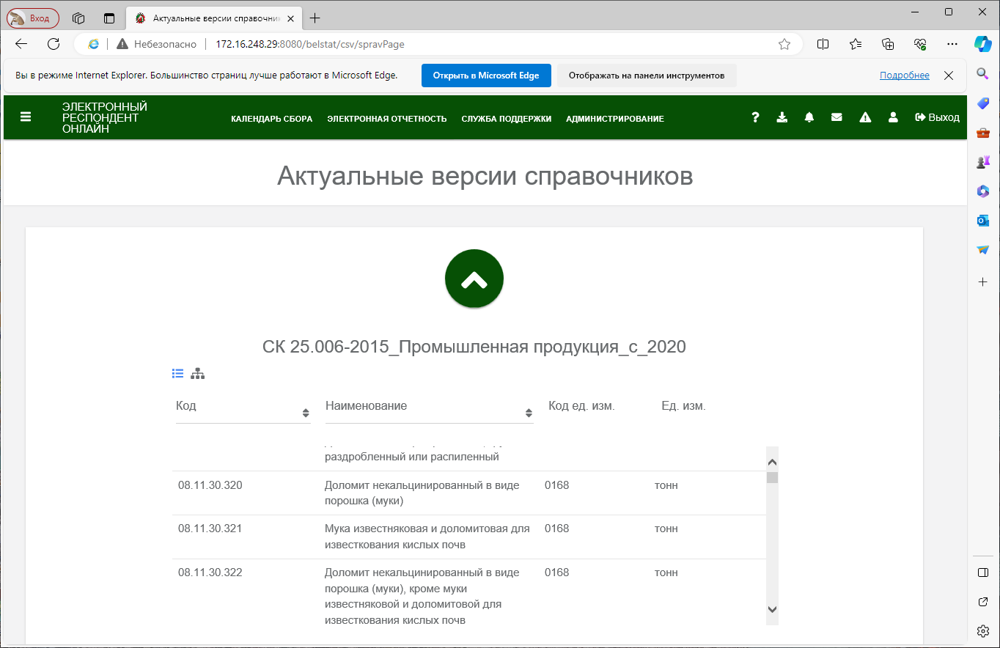 Вход
Актуальные версии справочник
Небезопасно
172.16.248.29:8080/belstat/csv/spravPage
Вы в режиме Internet Explorer. Большинство страниц лучше работают в Microsoft Edge.
Открыть в Microsoft Edge
Отображать на панели инструментов
Подробнее
ЭЛЕКТРОННЫЙ
РЕСПОНДЕНТ
ОНЛАЙН
КАЛЕНДАРЬ СБОРА
ЭЛЕКТРОННАЯ ОТЧЕТНОСТЬ
СЛУЖБА ПОДДЕРЖКИ
АДМИНИСТРИРОВАНИЕ
Выход
Актуальные версии справочников
СК 25.006-2015_Промышленная продукция_с_2020
Код
Наименование
Код ед. изм.
Ед. изм.
раздробленный или распиленный
08.11.30.320
Доломит некальцинированный в виде
порошка (муки)
0168
тонн
08.11.30.321
Мука известняковая и доломитовая для
известкования кислых почв
0168
тонн
08.11.30.322
Доломит некальцинированный в виде
порошка (муки), кроме муки
известняковой и доломитовой для
известкования кислых почв
0168
тонн